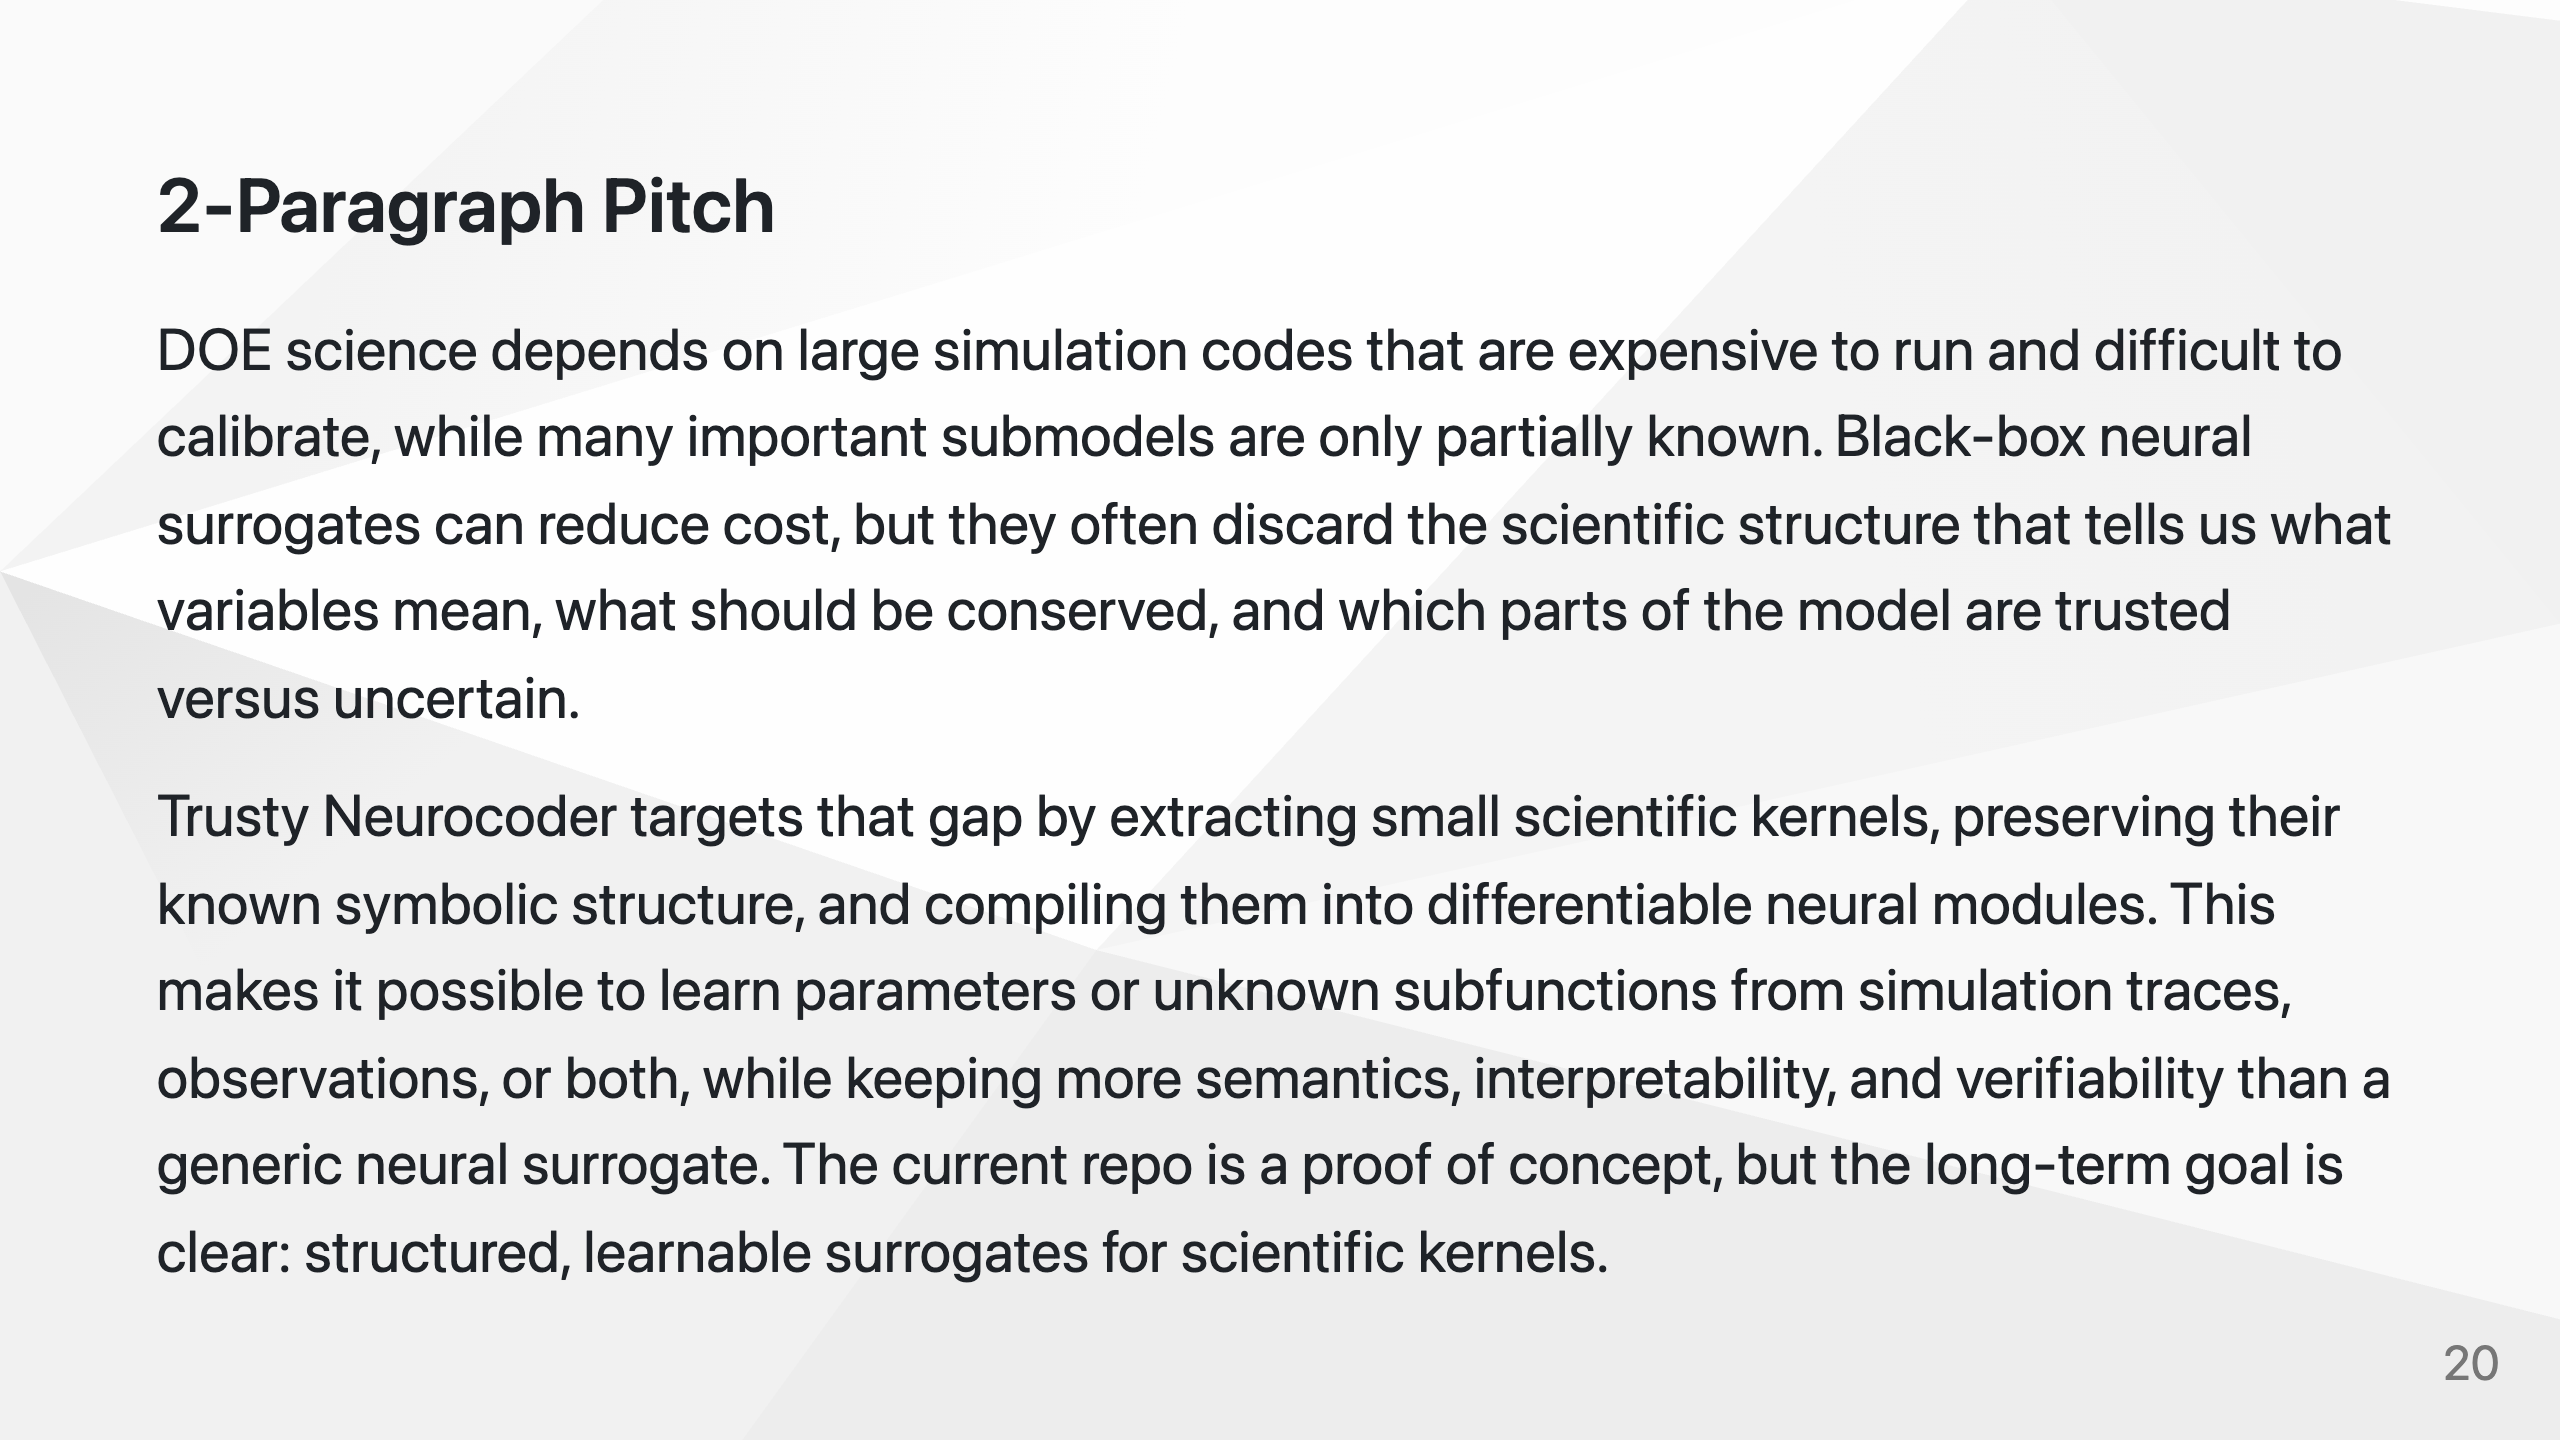 2-Paragraph Pitch
DOE science depends on large simulation codes that are expensive to run and difficult to
calibrate, while many important submodels are only partially known. Black-box neural
surrogates can reduce cost, but they often discard the scientific structure that tells us what
variables mean, what should be conserved, and which parts of the model are trusted
versus uncertain.
Trusty Neurocoder targets that gap by extracting small scientific kernels, preserving their
known symbolic structure, and compiling them into differentiable neural modules. This
makes it possible to learn parameters or unknown subfunctions from simulation traces,
observations, or both, while keeping more semantics, interpretability, and verifiability than a
generic neural surrogate. The current repo is a proof of concept, but the long-term goal is
clear: structured, learnable surrogates for scientific kernels.
20